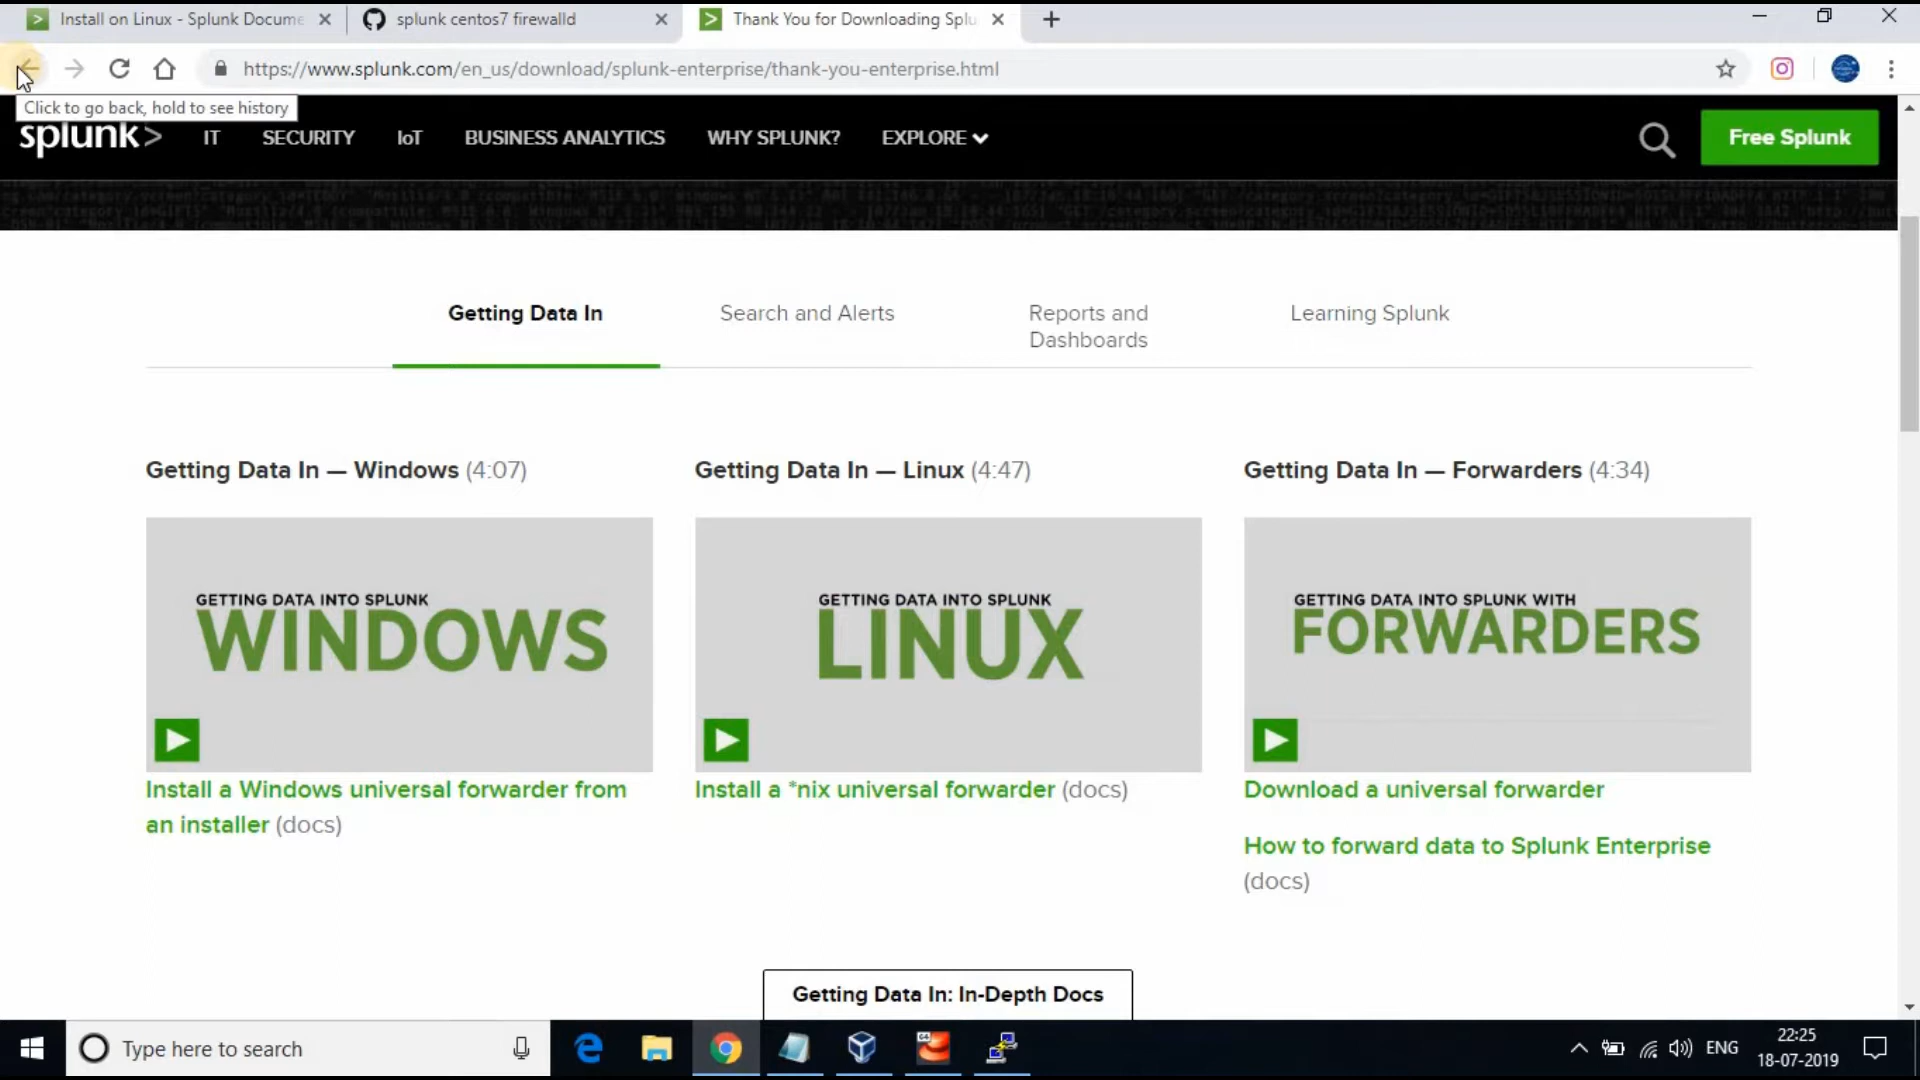 Install on Linux - Splunk Docume
splunk centos7 firewalld
Thank You for Downloading Splu
https://www.splunk.com/en_us/download/splunk-enterprise/thank-you-enterprise.html
Click to go back, hold to see history
splunk>
IT
SECURITY
IoT
BUSINESS ANALYTICS
WHY SPLUNK?
EXPLORE
Free Splunk
Getting Data In
Search and Alerts
Reports and
Dashboards
Learning Splunk
Getting Data In — Windows (4:07)
Getting Data In — Linux (4:47)
Getting Data In — Forwarders (4:34)
GETTING DATA INTO SPLUNK
WINDOWS
GETTING DATA INTO SPLUNK
LINUX
GETTING DATA INTO SPLUNK WITH
FORWARDERS
Install a Windows universal forwarder from
an installer (docs)
Install a *nix universal forwarder (docs)
Download a universal forwarder
How to forward data to Splunk Enterprise
(docs)
Getting Data In: In-Depth Docs
Type here to search
ENG
22:25
18-07-2019